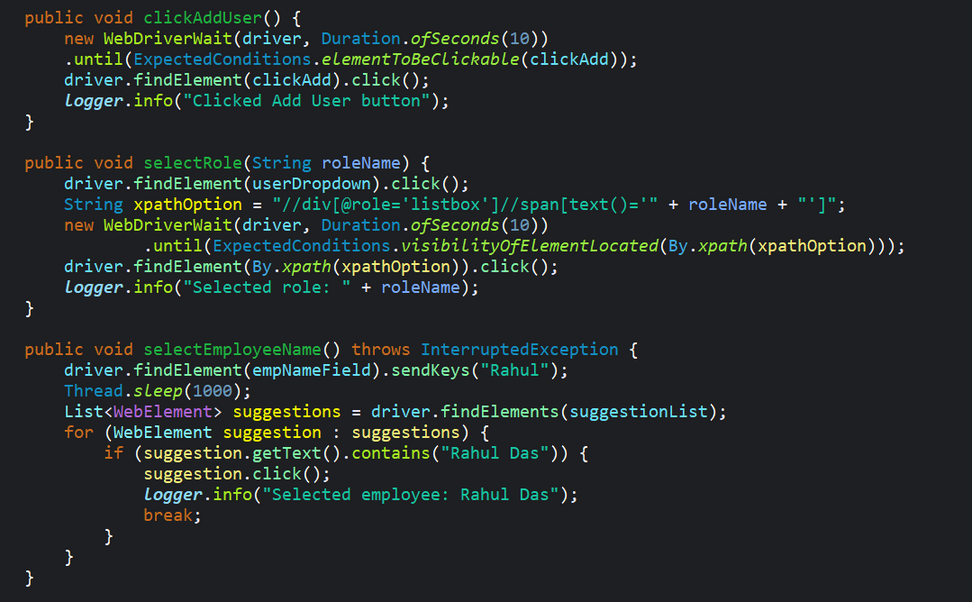 public void clickAddUser() {
    new WebDriverWait(driver, Duration.ofSeconds(10))
    .until(ExpectedConditions.elementToBeClickable(clickAdd));
    driver.findElement(clickAdd).click();
    logger.info("Clicked Add User button");
}
public void selectRole(String roleName) {
    driver.findElement(userDropdown).click();
    String xpathOption = "//div[@role='listbox']//span[text()='" + roleName + "']";
    new WebDriverWait(driver, Duration.ofSeconds(10))
            .until(ExpectedConditions.visibilityOfElementLocated(By.xpath(xpathOption)));
    driver.findElement(By.xpath(xpathOption)).click();
    logger.info("Selected role: " + roleName);
}
public void selectEmployeeName() throws InterruptedException {
    driver.findElement(empNameField).sendKeys("Rahul");
    Thread.sleep(1000);
    List<WebElement> suggestions = driver.findElements(suggestionList);
    for (WebElement suggestion : suggestions) {
        if (suggestion.getText().contains("Rahul Das")) {
            suggestion.click();
            logger.info("Selected employee: Rahul Das");
            break;
        }
    }
}